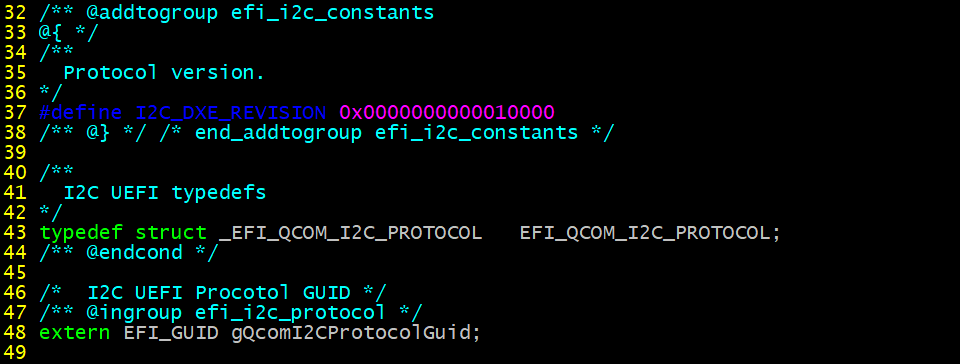 32 /** @addtogroup efi_i2c_constants
33 @{ */
34 /**
35   Protocol version.
36 */
37 #define I2C_DXE_REVISION 0x0000000000010000
38 /** @} */ /* end_addtogroup efi_i2c_constants */
39
40 /**
41   I2C UEFI typedefs
42 */
43 typedef struct _EFI_QCOM_I2C_PROTOCOL   EFI_QCOM_I2C_PROTOCOL;
44 /** @endcond */
45
46 /*  I2C UEFI Procotol GUID */
47 /** @ingroup efi_i2c_protocol */
48 extern EFI_GUID gQcomI2CProtocolGuid;
49